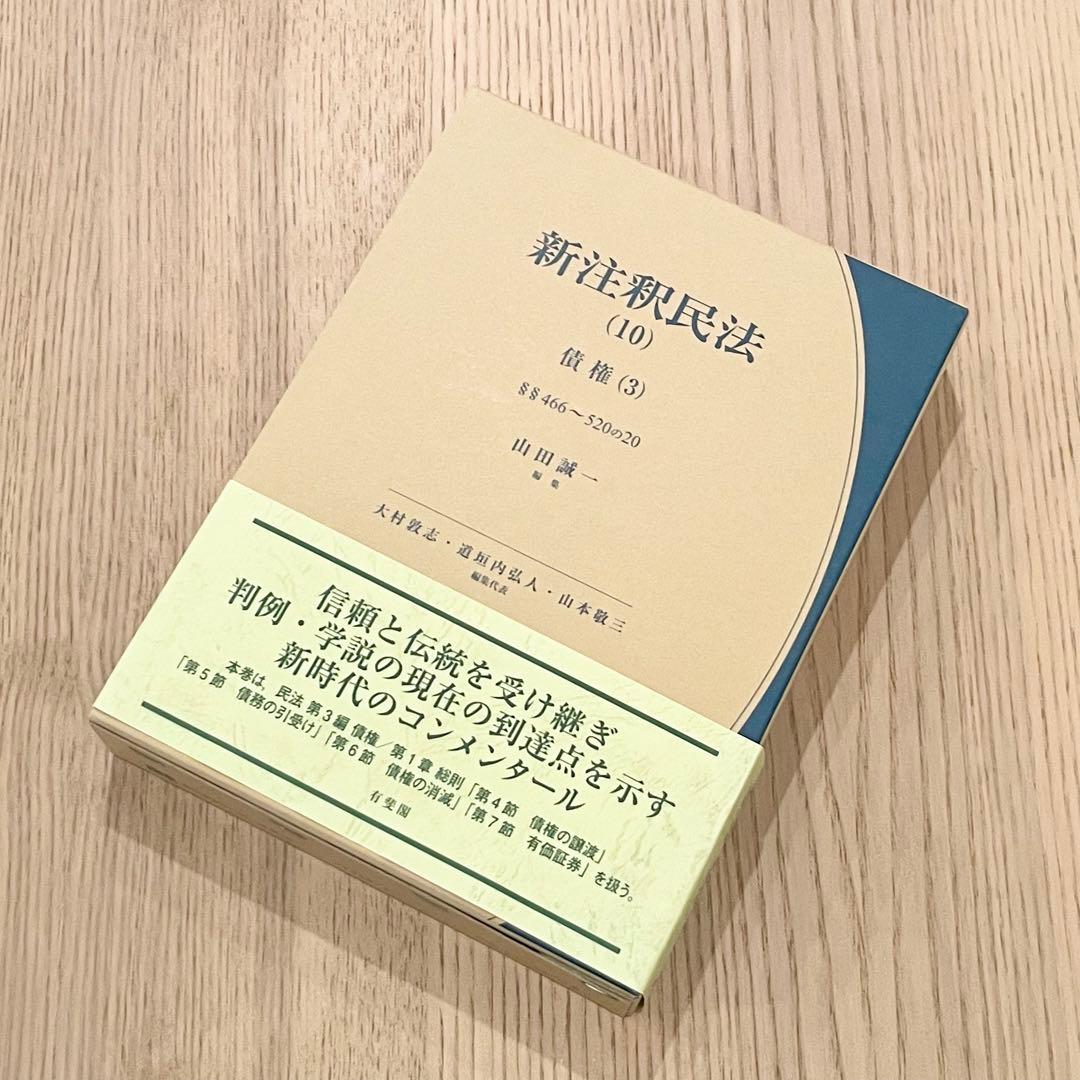 新注釈民法
(10)
債権 (3)
§§466〜520の20
山田誠一
編集
大村敦志・道垣内弘人・山本敬三
編集代表
信頼と伝統を受け継ぎ
判例・学説の現在の到達点を示す
新時代のコンメンタール
本巻は、民法 第3編 債権／第1章 総則「第4節 債権の譲渡」
「第5節 債務の引受け」「第6節 債権の消滅」「第7節 有価証券」を扱う。
有斐閣